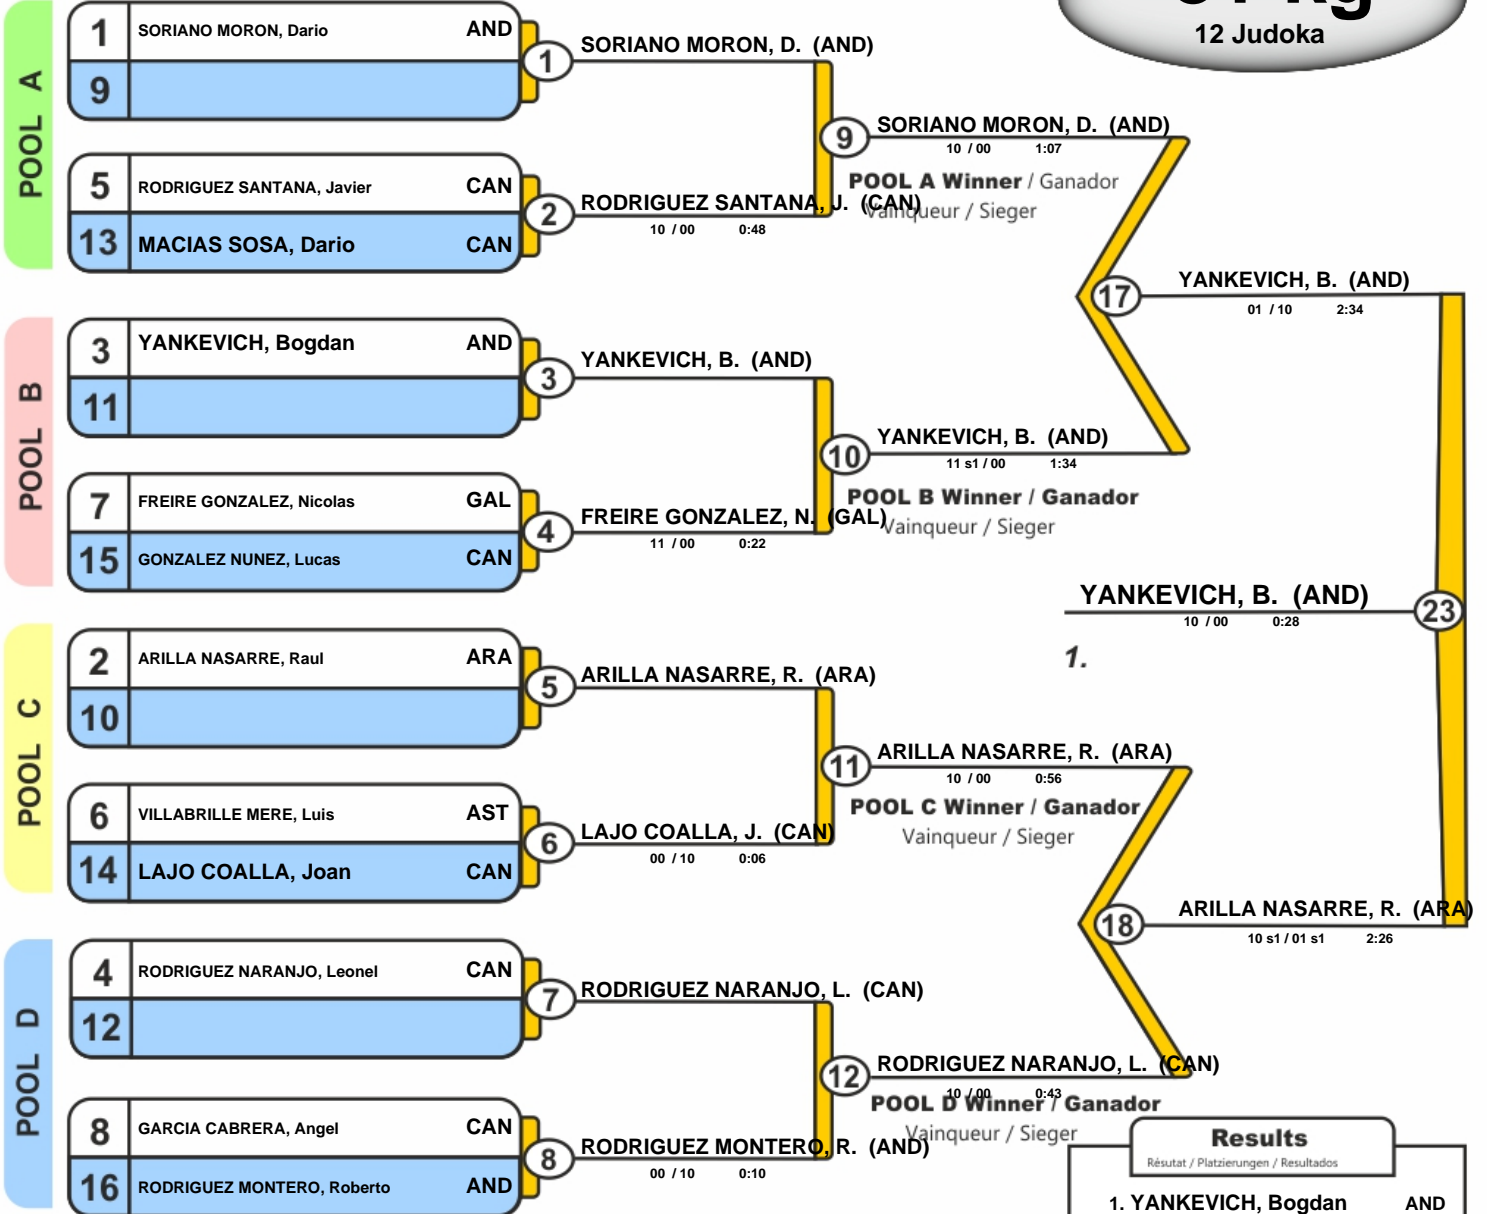 12 Judoka
POOL A
1 SORIANO MORON, Dario AND
9
1
SORIANO MORON, D. (AND)
5 RODRIGUEZ SANTANA, Javier CAN
13 MACIAS SOSA, Dario CAN
2
RODRIGUEZ SANTANA, J. (CAN)
10 / 00 0:48
9
SORIANO MORON, D. (AND)
10 / 00 1:07
POOL A Winner / Ganador
Vainqueur / Sieger
POOL B
3 YANKEVICH, Bogdan AND
11
3
YANKEVICH, B. (AND)
7 FREIRE GONZALEZ, Nicolas GAL
15 GONZALEZ NUNEZ, Lucas CAN
4
FREIRE GONZALEZ, N. (GAL)
11 / 00 0:22
10
YANKEVICH, B. (AND)
11 s1 / 00 1:34
POOL B Winner / Ganador
Vainqueur / Sieger
17
YANKEVICH, B. (AND)
01 / 10 2:34
YANKEVICH, B. (AND)
10 / 00 0:28
23
1.
POOL C
2 ARILLA NASARRE, Raul ARA
10
5
ARILLA NASARRE, R. (ARA)
6 VILLABRILLE MERE, Luis AST
14 LAJO COALLA, Joan CAN
6
LAJO COALLA, J. (CAN)
00 / 10 0:06
11
ARILLA NASARRE, R. (ARA)
10 / 00 0:56
POOL C Winner / Ganador
Vainqueur / Sieger
18
ARILLA NASARRE, R. (ARA)
10 s1 / 01 s1 2:26
POOL D
4 RODRIGUEZ NARANJO, Leonel CAN
12
7
RODRIGUEZ NARANJO, L. (CAN)
8 GARCIA CABRERA, Angel CAN
16 RODRIGUEZ MONTERO, Roberto AND
8
RODRIGUEZ MONTERO, R. (AND)
00 / 10 0:10
12
RODRIGUEZ NARANJO, L. (CAN)
10 / 00 0:43
POOL D Winner / Ganador
Vainqueur / Sieger
Results
Résutat / Platzierungen / Resultados
1. YANKEVICH, Bogdan AND